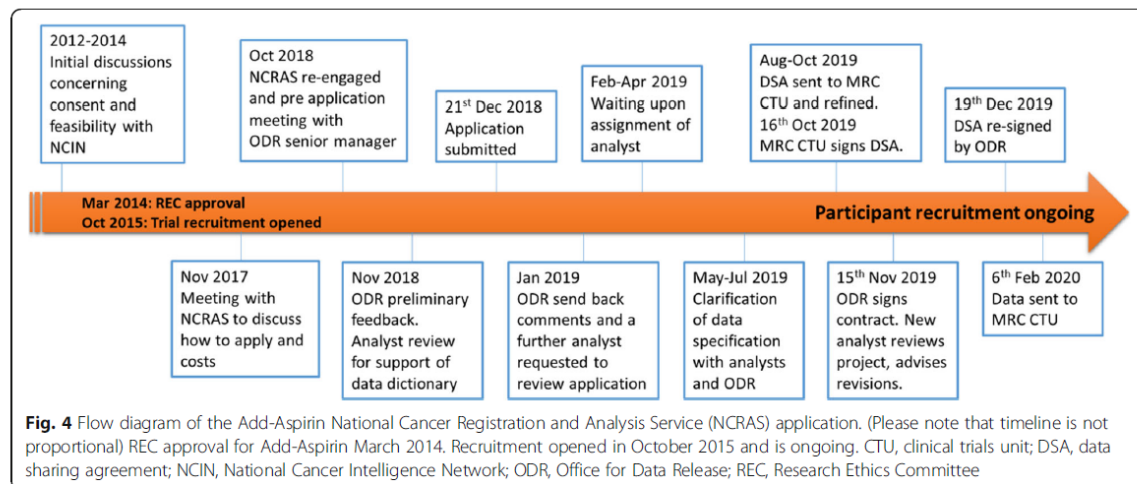 2012-2014
Initial discussions
concerning
consent and
feasibility with
NCIN
Oct 2018
NCRAS re-engaged
and pre application
meeting with
ODR senior manager
21st Dec 2018
Application
submitted
Feb-Apr 2019
Waiting upon
assignment of
analyst
Aug-Oct 2019
DSA sent to MRC
CTU and refined.
16th Oct 2019
MRC CTU signs DSA.
19th Dec 2019
DSA re-signed
by ODR
Mar 2014: REC approval
Oct 2015: Trial recruitment opened
Participant recruitment ongoing
Nov 2017
Meeting with
NCRAS to discuss
how to apply and
costs
Nov 2018
ODR preliminary
feedback.
Analyst review
for support of
data dictionary
Jan 2019
ODR send back
comments and a
further analyst
requested to
review application
May-Jul 2019
Clarification
of data
specification
with analysts
and ODR
15th Nov 2019
ODR signs
contract. New
analyst reviews
project, advises
revisions.
6th Feb 2020
Data sent to
MRC CTU
Fig. 4 Flow diagram of the Add-Aspirin National Cancer Registration and Analysis Service (NCRAS) application. (Please note that timeline is not
proportional) REC approval for Add-Aspirin March 2014. Recruitment opened in October 2015 and is ongoing. CTU, clinical trials unit; DSA, data
sharing agreement; NCIN, National Cancer Intelligence Network; ODR, Office for Data Release; REC, Research Ethics Committee